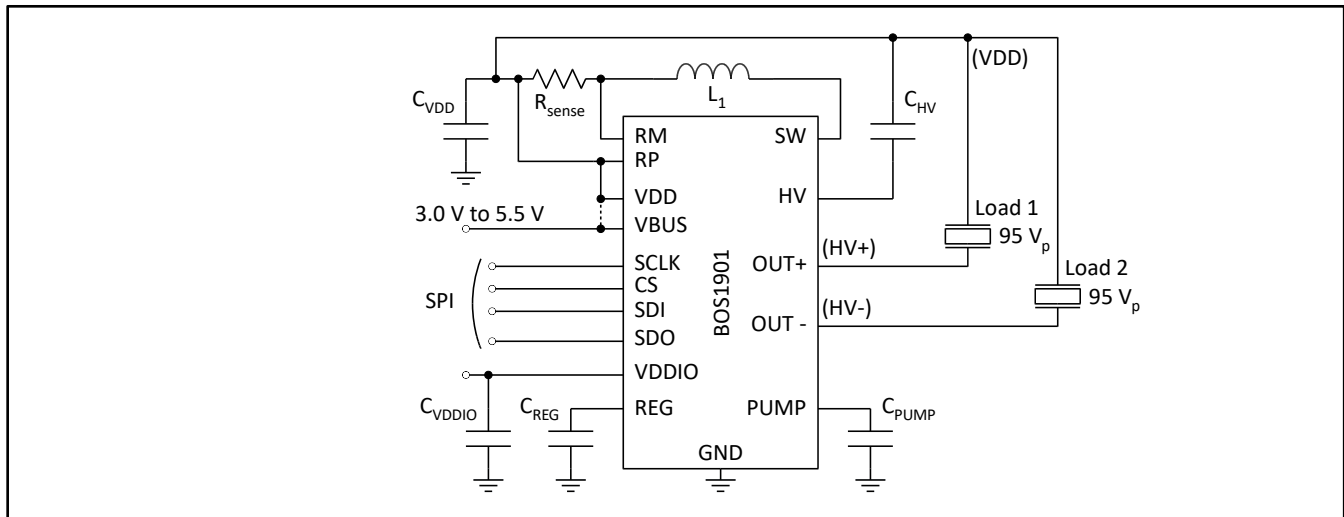 (VDD)
C_VDD
R_sense
L_1
C_HV
RM
SW
RP
VDD
HV
3.0 V to 5.5 V
VBUS
Load 1
95 V_p
SCLK
OUT+
(HV+)
CS
SPI
SDI
SDO
BOS1901
Load 2
95 V_p
OUT -
(HV-)
VDDIO
C_VDDIO
C_REG
REG
PUMP
C_PUMP
GND